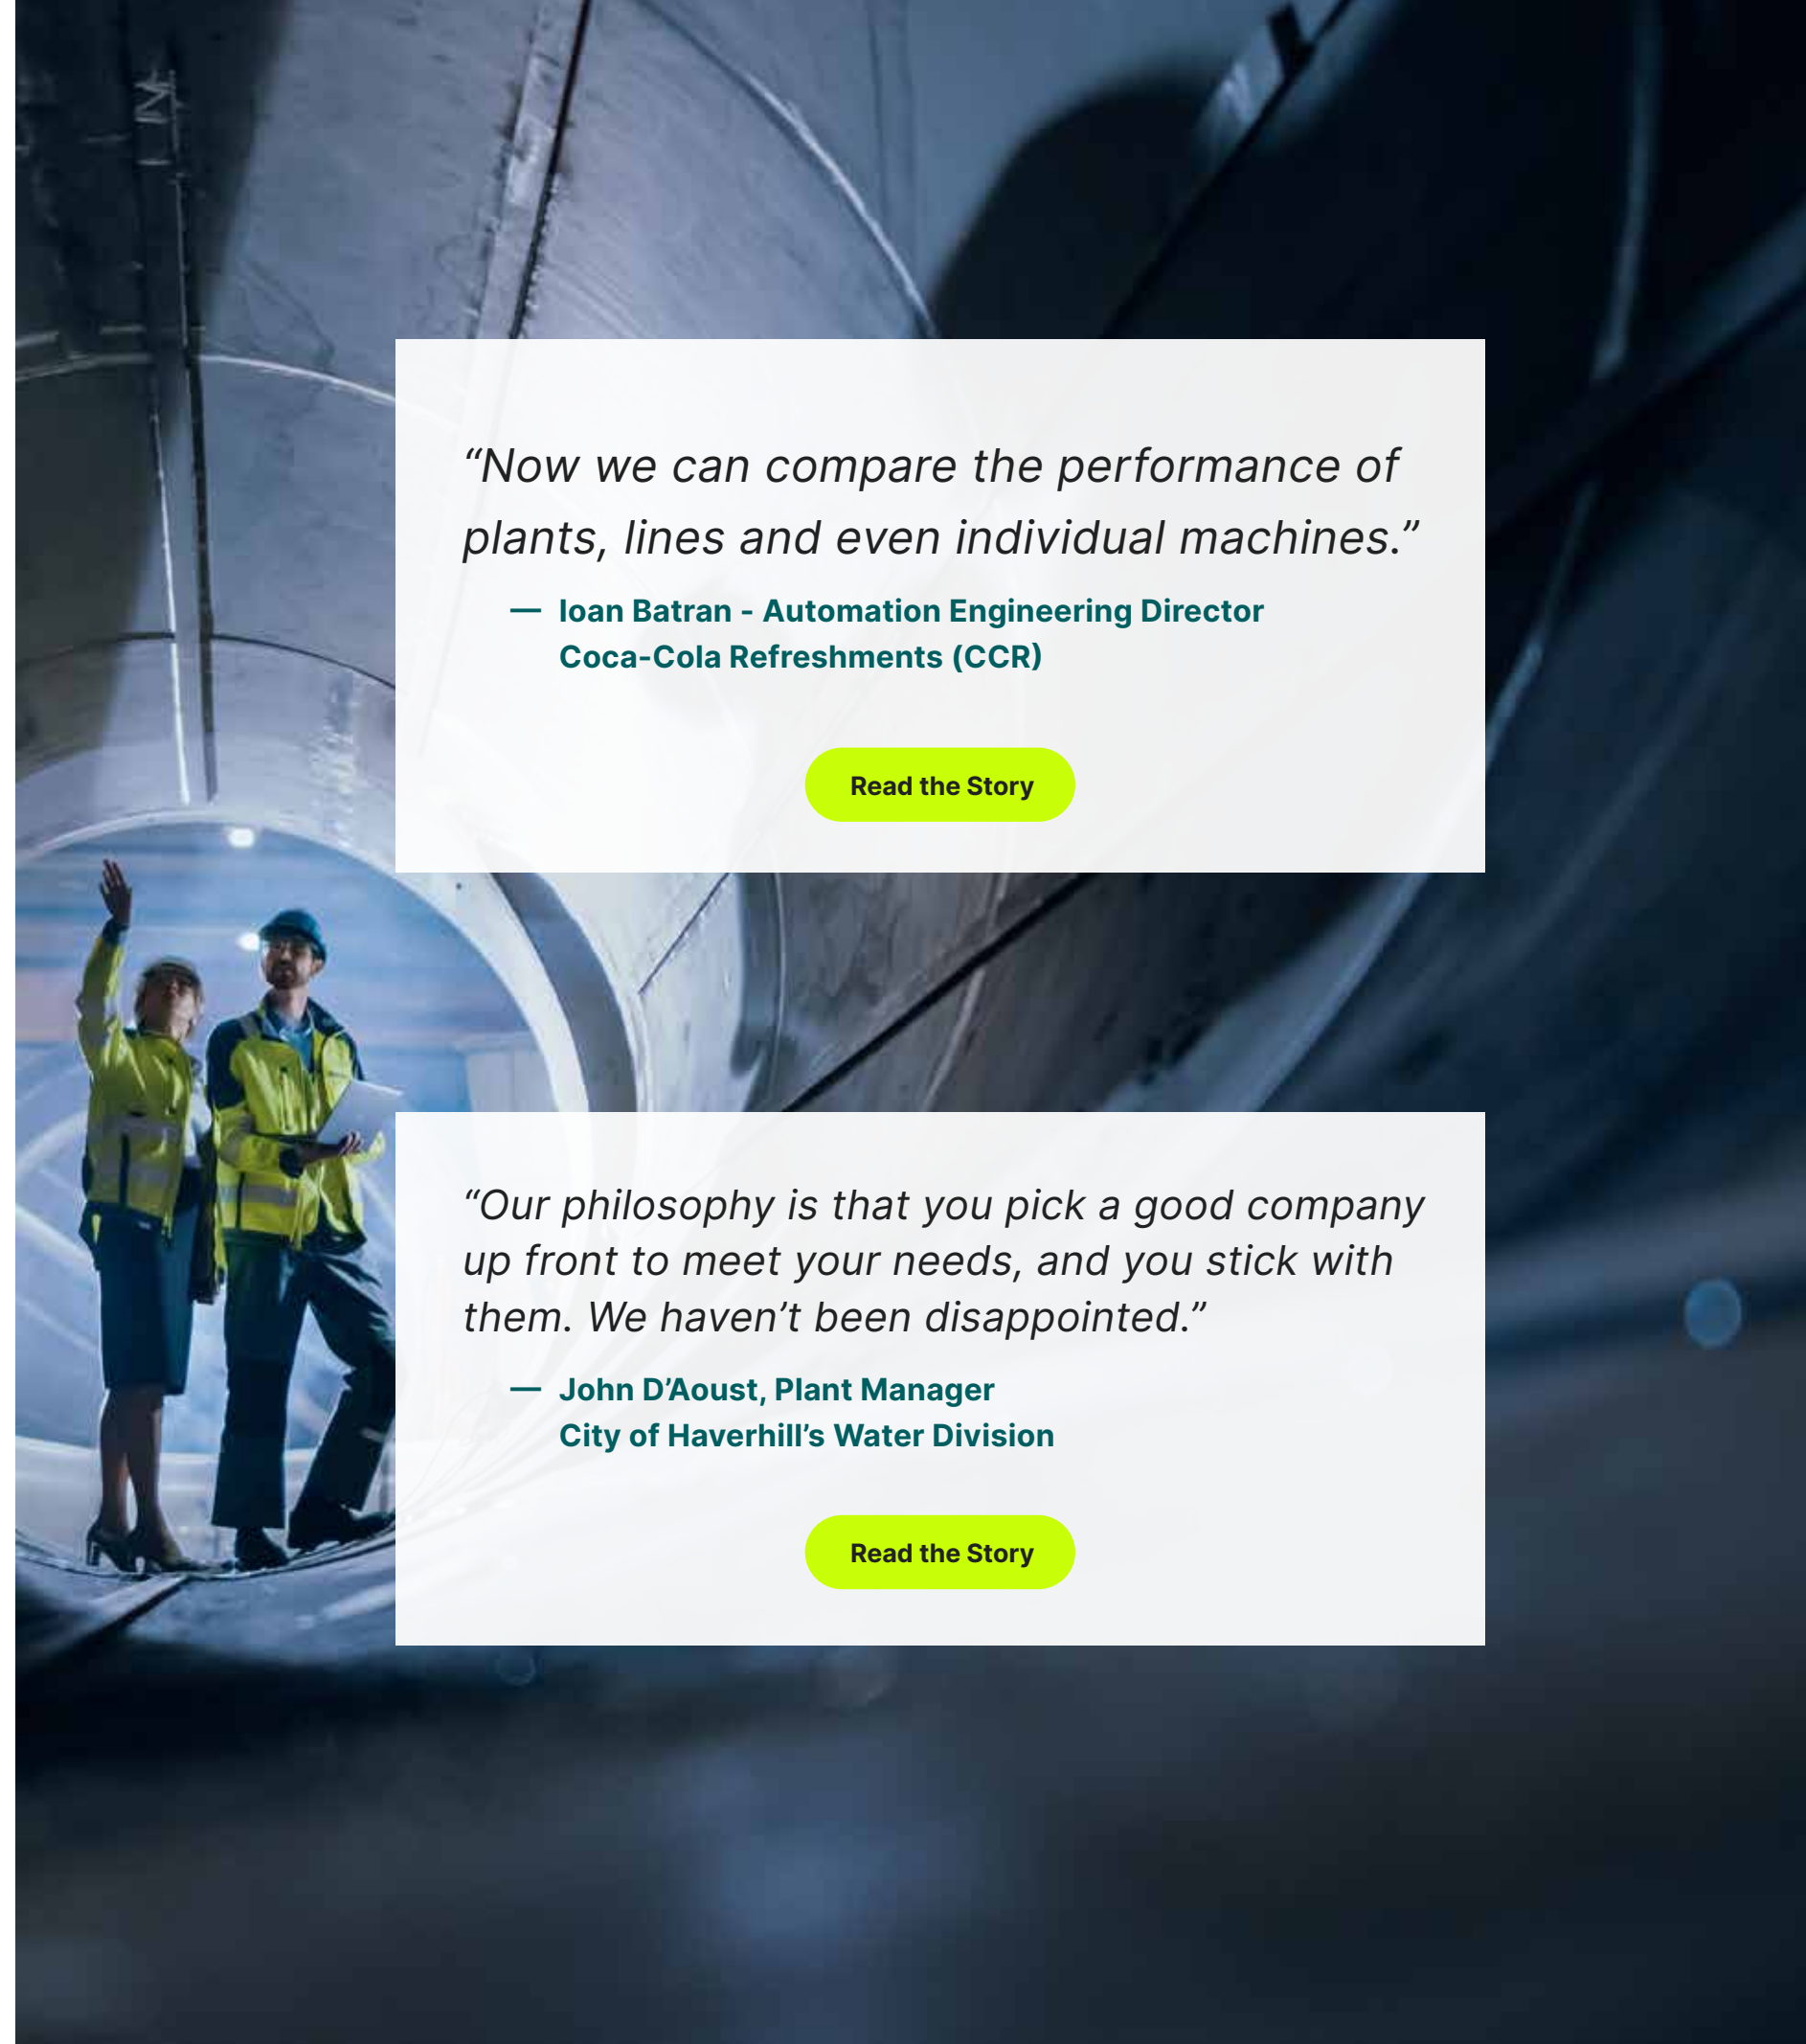 “Now we can compare the performance of
plants, lines and even individual machines.”
— Ioan Batran - Automation Engineering Director
Coca-Cola Refreshments (CCR)
Read the Story
“Our philosophy is that you pick a good company
up front to meet your needs, and you stick with
them. We haven’t been disappointed.”
— John D’Aoust, Plant Manager
City of Haverhill’s Water Division
Read the Story